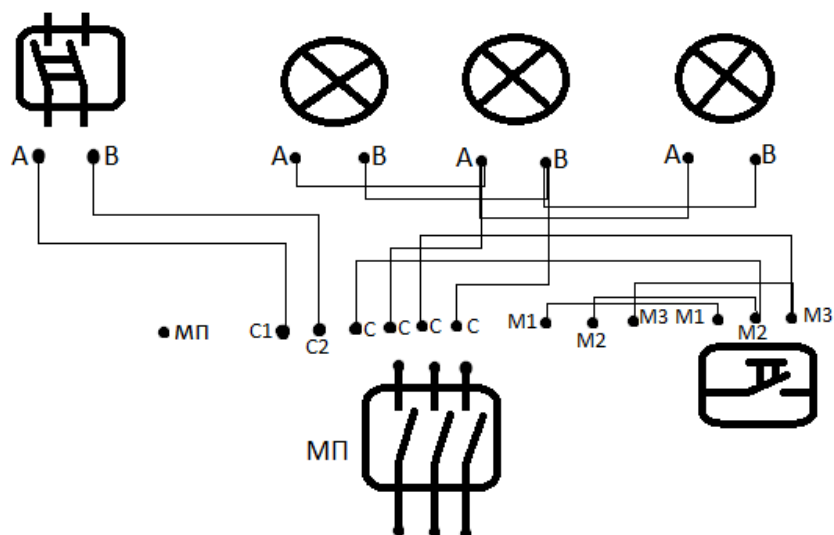 A B A B A B A B
МП C1 C2 C C C C M1 M2 M3 M1 M2 M3
МП